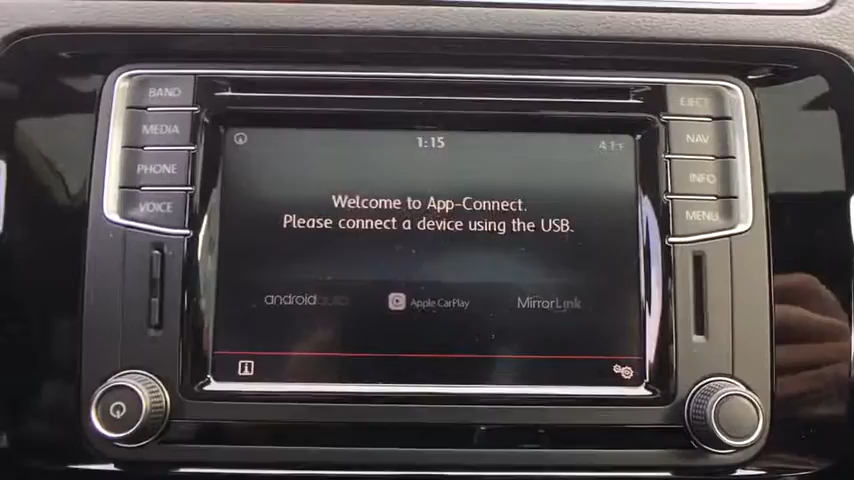 BAND
MEDIA
PHONE
VOICE
EJECT
NAV
INFO
MENU
1:15
41°F
Welcome to App-Connect.
Please connect a device using the USB.
androidauto
Apple CarPlay
MirrorLink
i